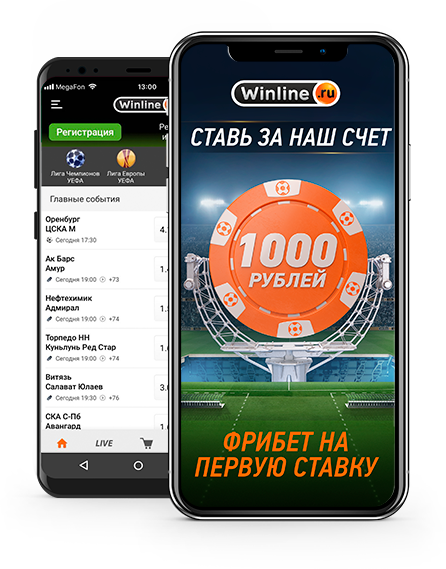 MegaFon
13:00
Winline
Регистрация
Ре
и
Лига Чемпионов
УЕФА
Лига Европы
УЕФА
Главные события
Оренбург
ЦСКА М
4.
Сегодня 17:30
Ак Барс
Амур
1.
Сегодня 19:00 +73
Нефтехимик
Адмирал
1.
Сегодня 19:00 +74
Торпедо НН
Куньлунь Ред Стар
1.
Сегодня 19:00 +74
Витязь
Салават Юлаев
3.
Сегодня 19:30 +76
СКА С-Пб
Авангард
1.
LIVE
Winline.ru
СТАВЬ ЗА НАШ СЧЕТ
1000
РУБЛЕЙ
ФРИБЕТ НА
ПЕРВУЮ СТАВКУ